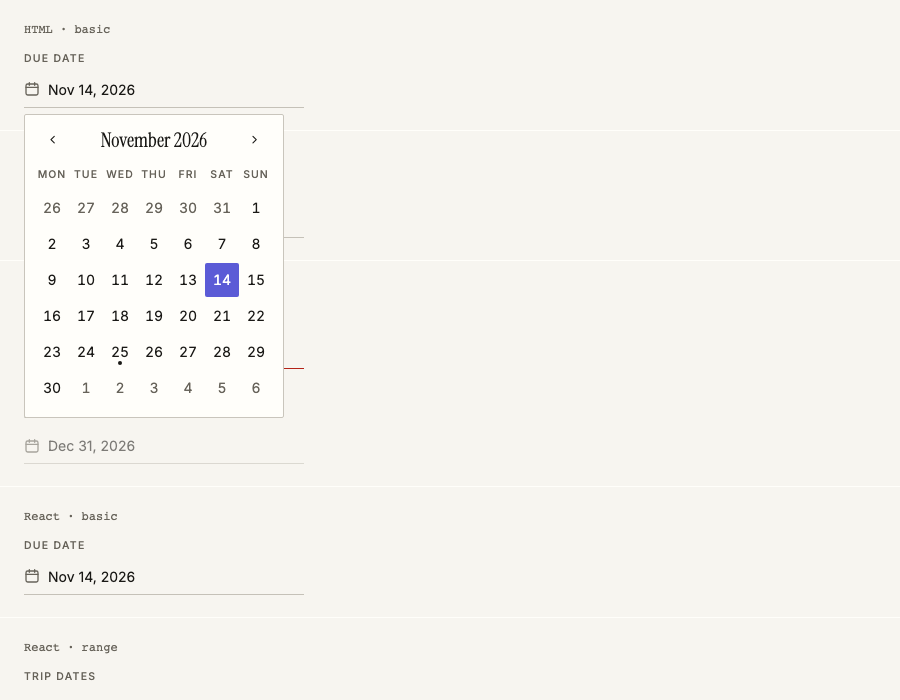 HTML · basic
DUE DATE
Nov 14, 2026
November 2026
MON TUE WED THU FRI SAT SUN
26 27 28 29 30 31 1
2 3 4 5 6 7 8
9 10 11 12 13 14 15
16 17 18 19 20 21 22
23 24 25 26 27 28 29
30 1 2 3 4 5 6
Dec 31, 2026
React · basic
DUE DATE
Nov 14, 2026
React · range
TRIP DATES